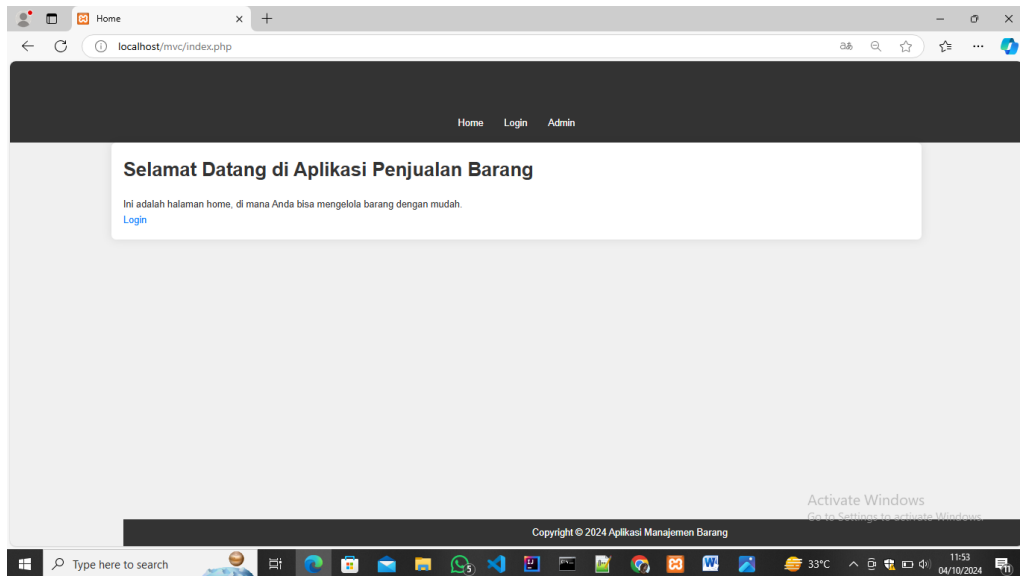 Home
localhost/mvc/index.php
Home Login Admin
Selamat Datang di Aplikasi Penjualan Barang
Ini adalah halaman home, di mana Anda bisa mengelola barang dengan mudah.
Login
Activate Windows
Go to Settings to activate Windows.
Copyright © 2024 Aplikasi Manajemen Barang
Type here to search
5
33°C
11:53
04/10/2024
11